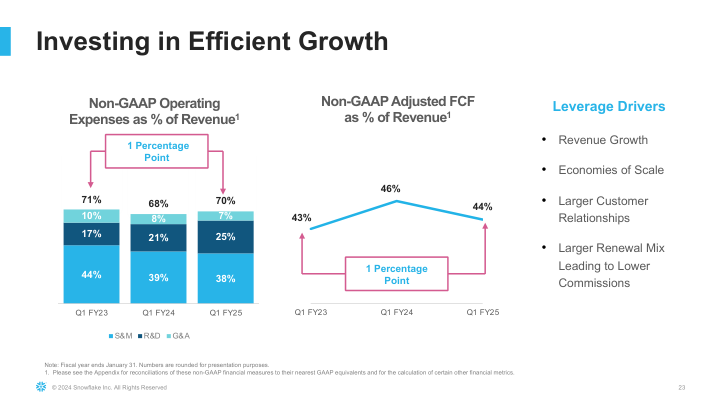 Investing in Efficient Growth
Non-GAAP Operating
Expenses as % of Revenue¹
1 Percentage
Point
71%
68%
70%
10%
8%
7%
17%
21%
25%
44%
39%
38%
Q1 FY23
Q1 FY24
Q1 FY25
S&M
R&D
G&A
Non-GAAP Adjusted FCF
as % of Revenue¹
43%
46%
44%
1 Percentage
Point
Q1 FY23
Q1 FY24
Q1 FY25
Leverage Drivers
• Revenue Growth
• Economies of Scale
• Larger Customer
Relationships
• Larger Renewal Mix
Leading to Lower
Commissions
Note: Fiscal year ends January 31. Numbers are rounded for presentation purposes.
1. Please see the Appendix for reconciliations of these non-GAAP financial measures to their nearest GAAP equivalents and for the calculation of certain other financial metrics.
© 2024 Snowflake Inc. All Rights Reserved
23